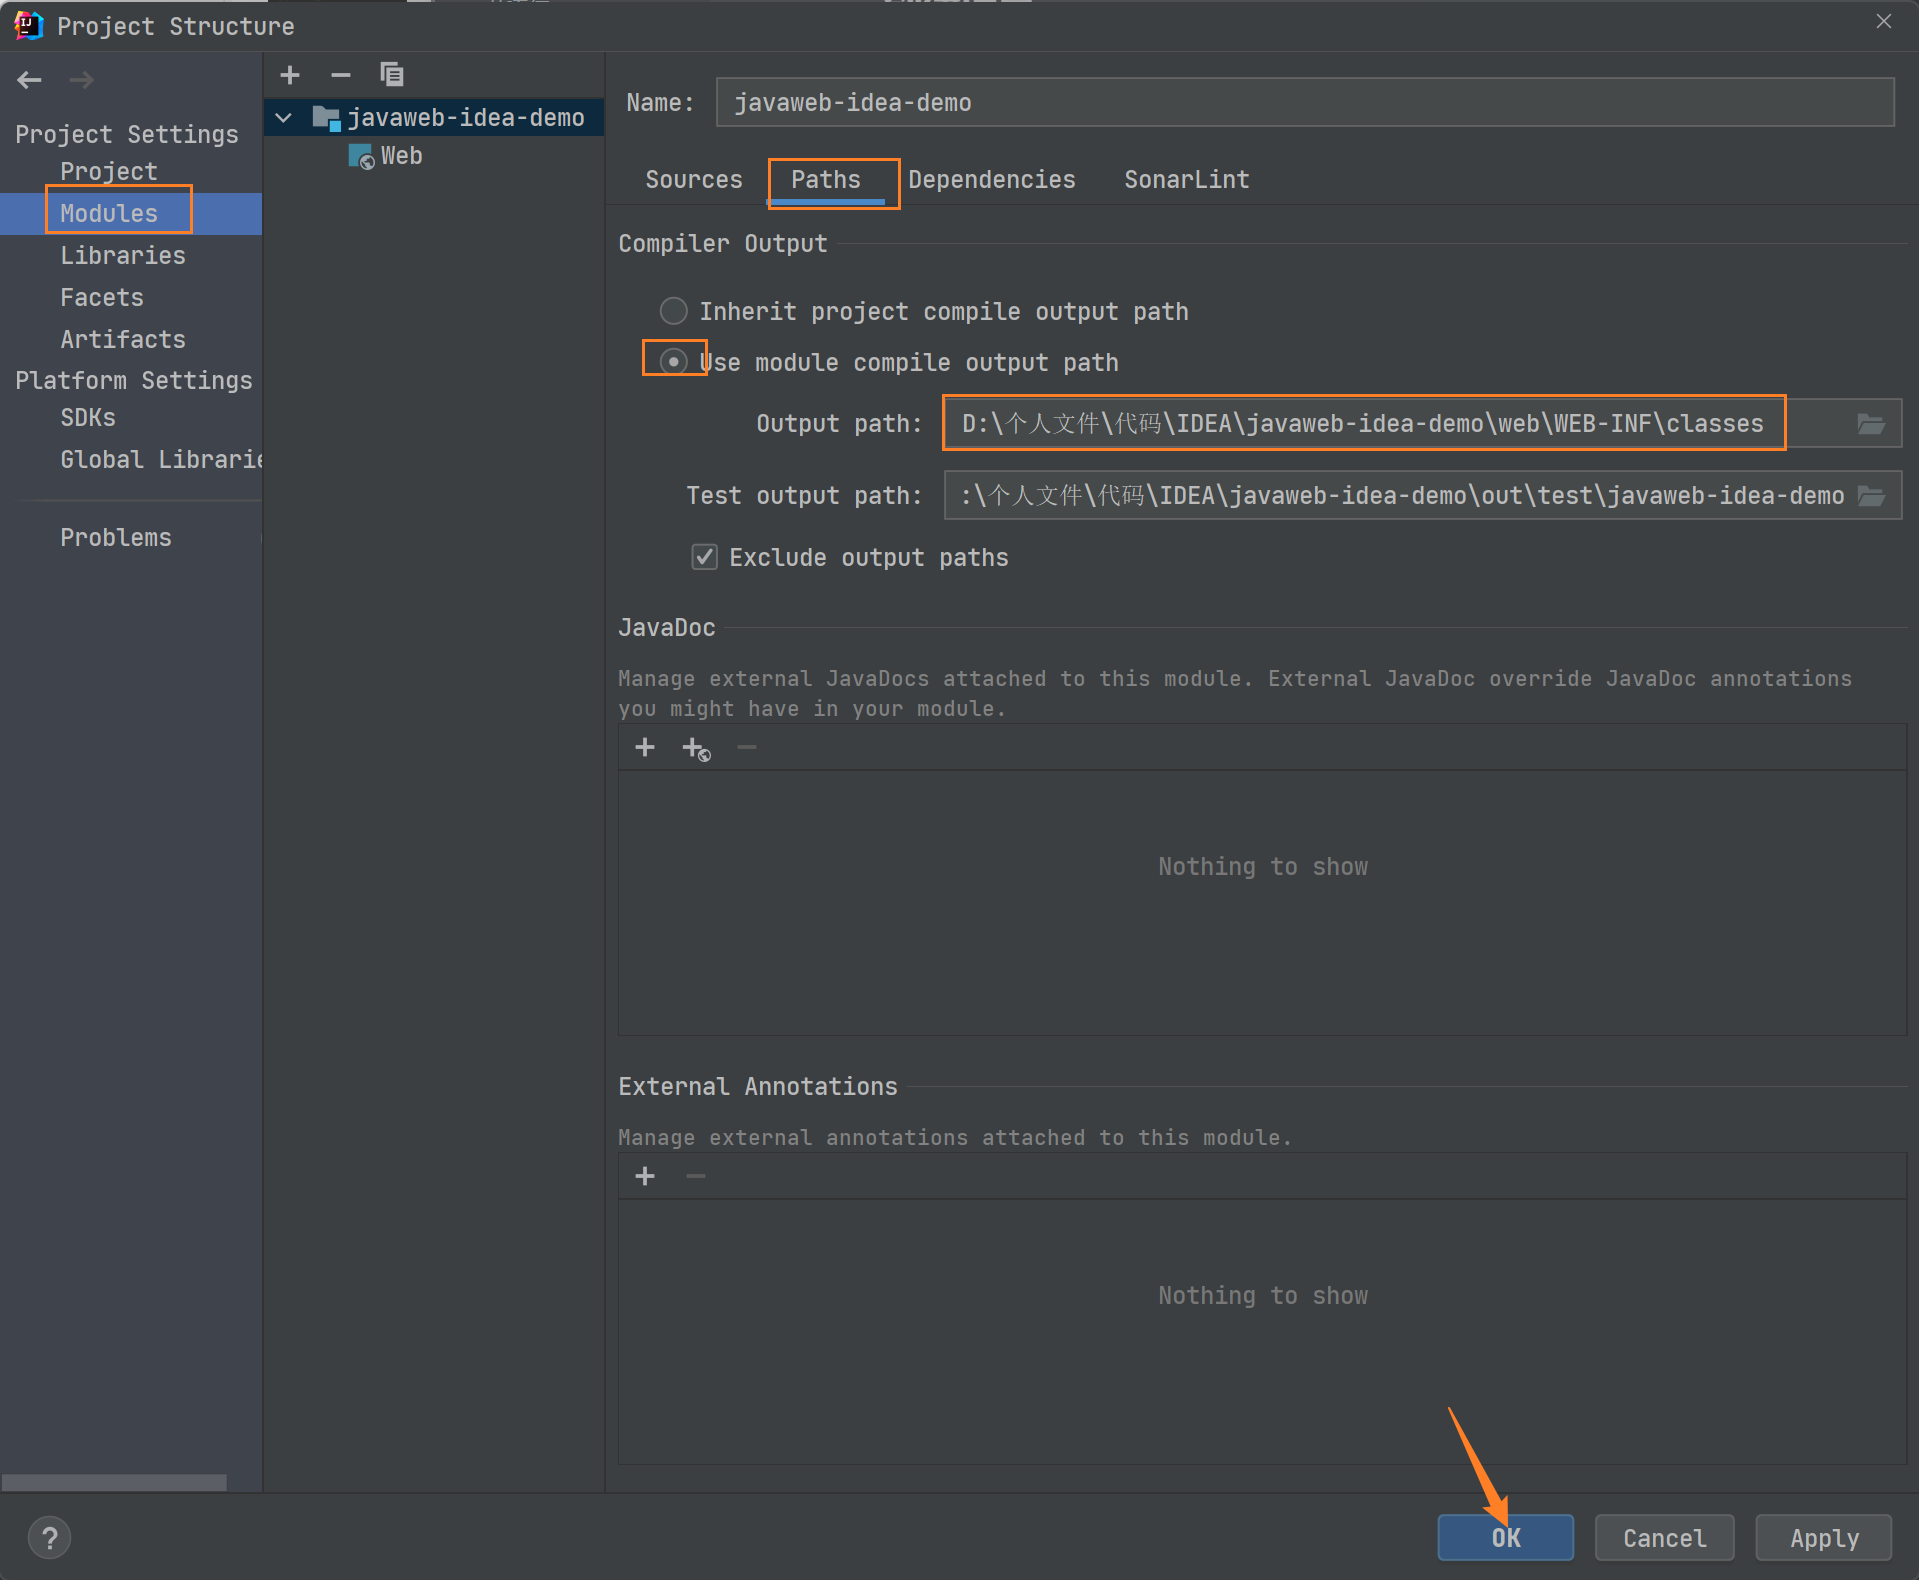 Project Structure
Project Settings
Project
Modules
Libraries
Facets
Artifacts
Platform Settings
SDKs
Global Librarie
Problems
javaweb-idea-demo
Web
Name: javaweb-idea-demo
Sources Paths Dependencies SonarLint
Compiler Output
Inherit project compile output path
Use module compile output path
Output path: D:\个人文件\代码\IDEA\javaweb-idea-demo\web\WEB-INF\classes
Test output path: :\个人文件\代码\IDEA\javaweb-idea-demo\out\test\javaweb-idea-demo
Exclude output paths
JavaDoc
Manage external JavaDocs attached to this module. External JavaDoc override JavaDoc annotations
you might have in your module.
Nothing to show
External Annotations
Manage external annotations attached to this module.
Nothing to show
? OK Cancel Apply